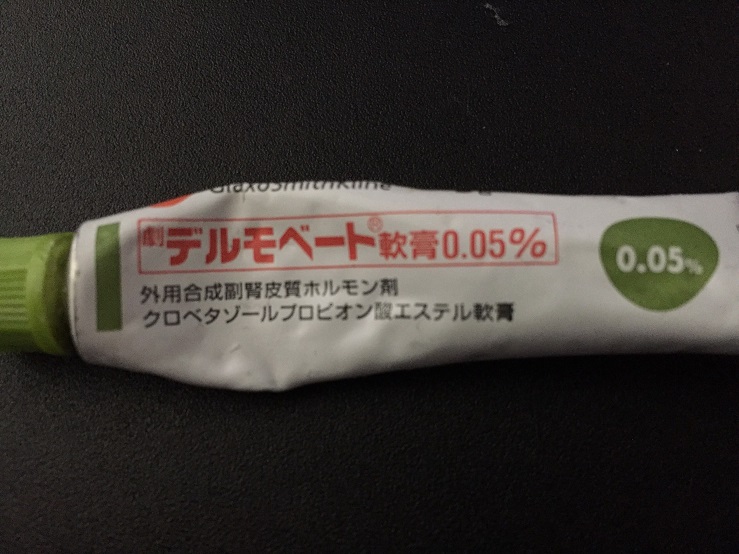 GlaxoSmithKline
劇 デルモベート® 軟膏0.05%
0.05%
外用合成副腎皮質ホルモン剤
クロベタゾールプロピオン酸エステル軟膏